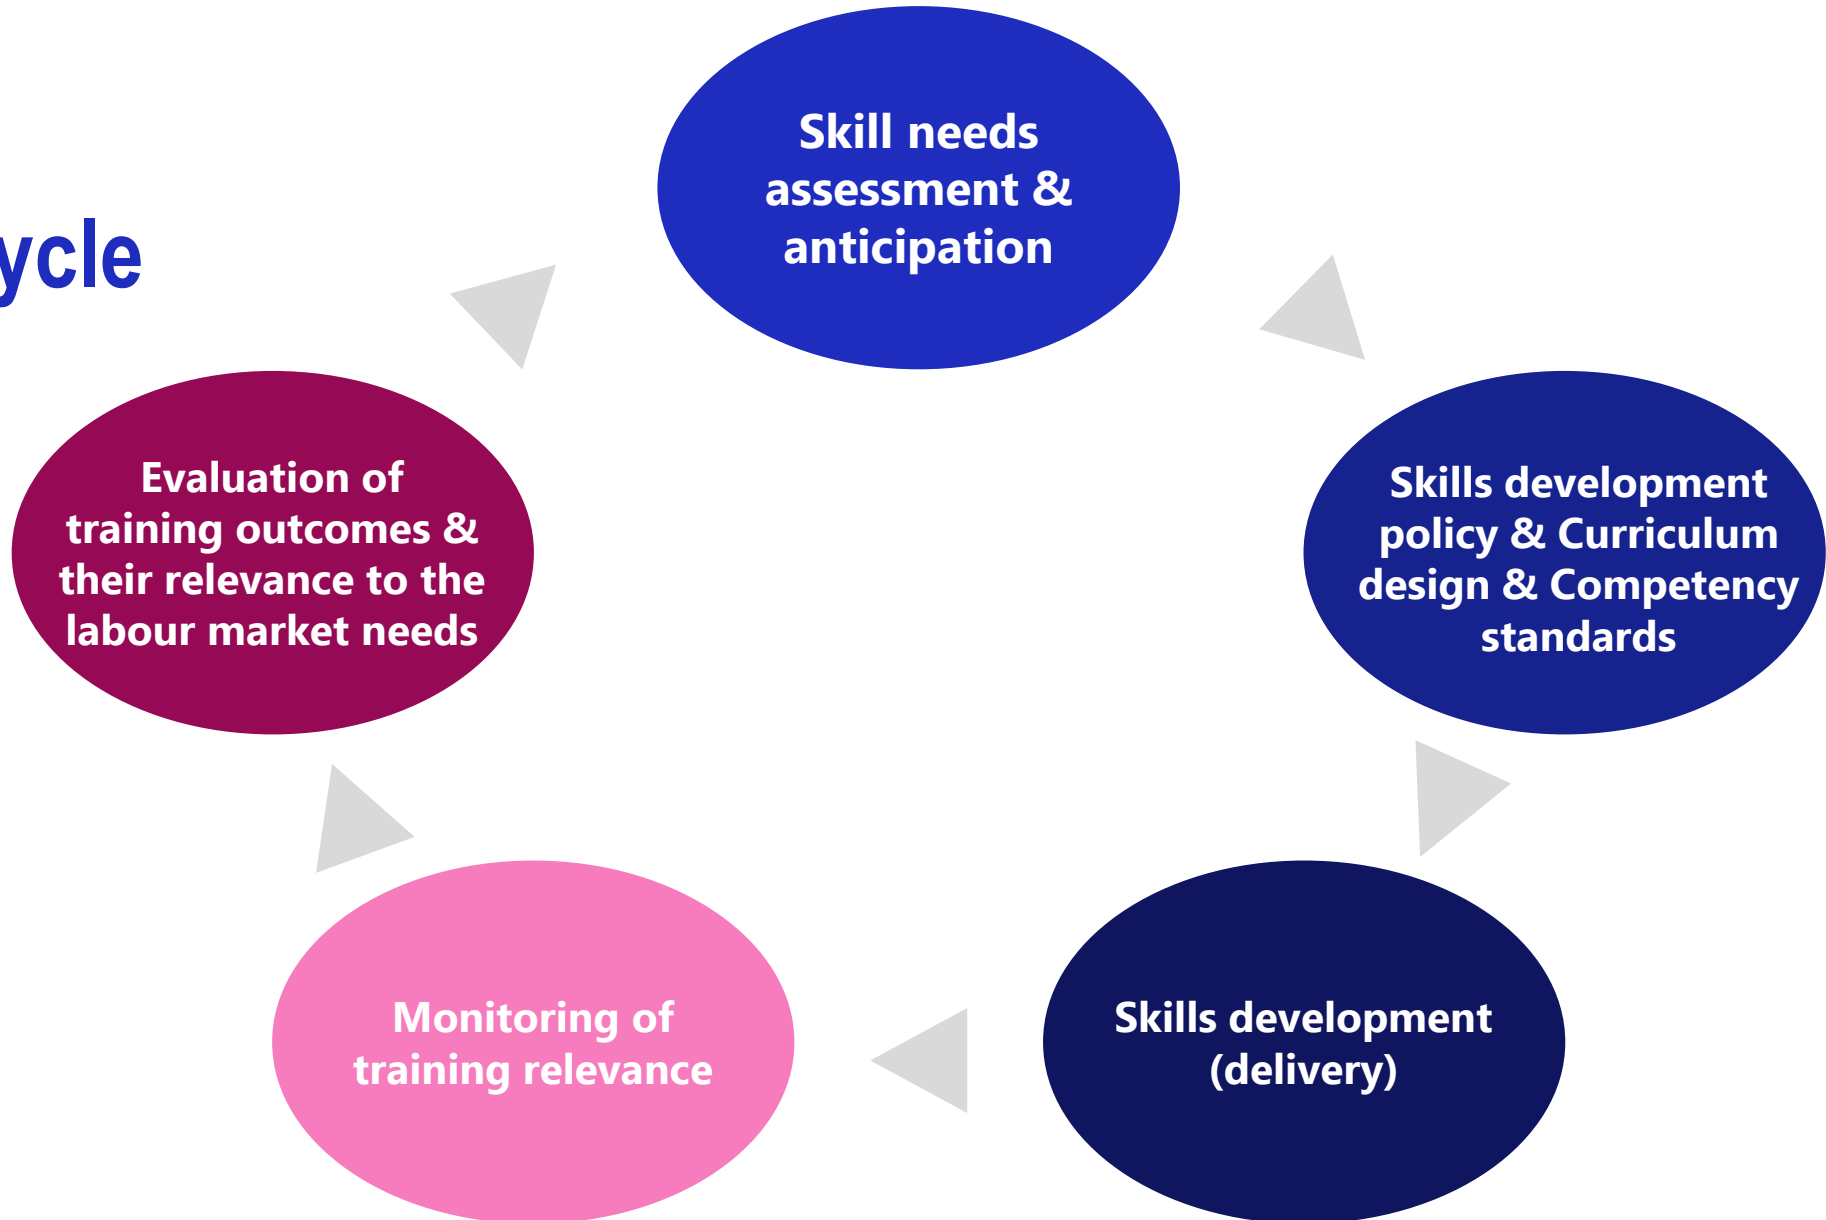 ycle
Skill needs
assessment &
anticipation
Skills development
policy & Curriculum
design & Competency
standards
Skills development
(delivery)
Monitoring of
training relevance
Evaluation of
training outcomes &
their relevance to the
labour market needs